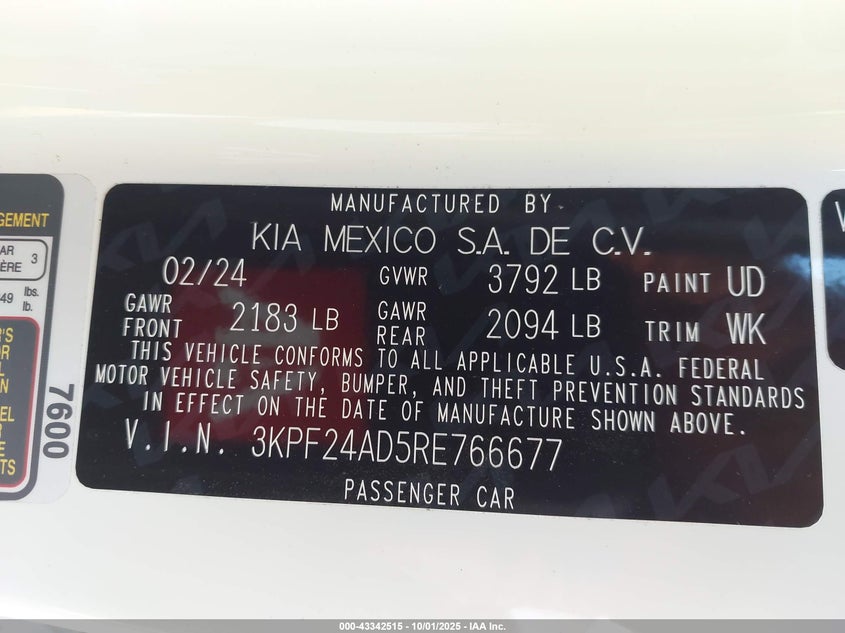 MANUFACTURED BY
KIA MEXICO S.A. DE C.V.
02/24 GVWR 3792 LB PAINT UD
GAWR FRONT 2183 LB GAWR REAR 2094 LB TRIM WK
THIS VEHICLE CONFORMS TO ALL APPLICABLE U.S.A. FEDERAL
MOTOR VEHICLE SAFETY, BUMPER, AND THEFT PREVENTION STANDARDS
IN EFFECT ON THE DATE OF MANUFACTURE SHOWN ABOVE.
V.I.N. 3KPF24AD5RE766677
PASSENGER CAR
7600
3
lbs.
lb.
000-43342515 - 10/01/2025 - IAA Inc.